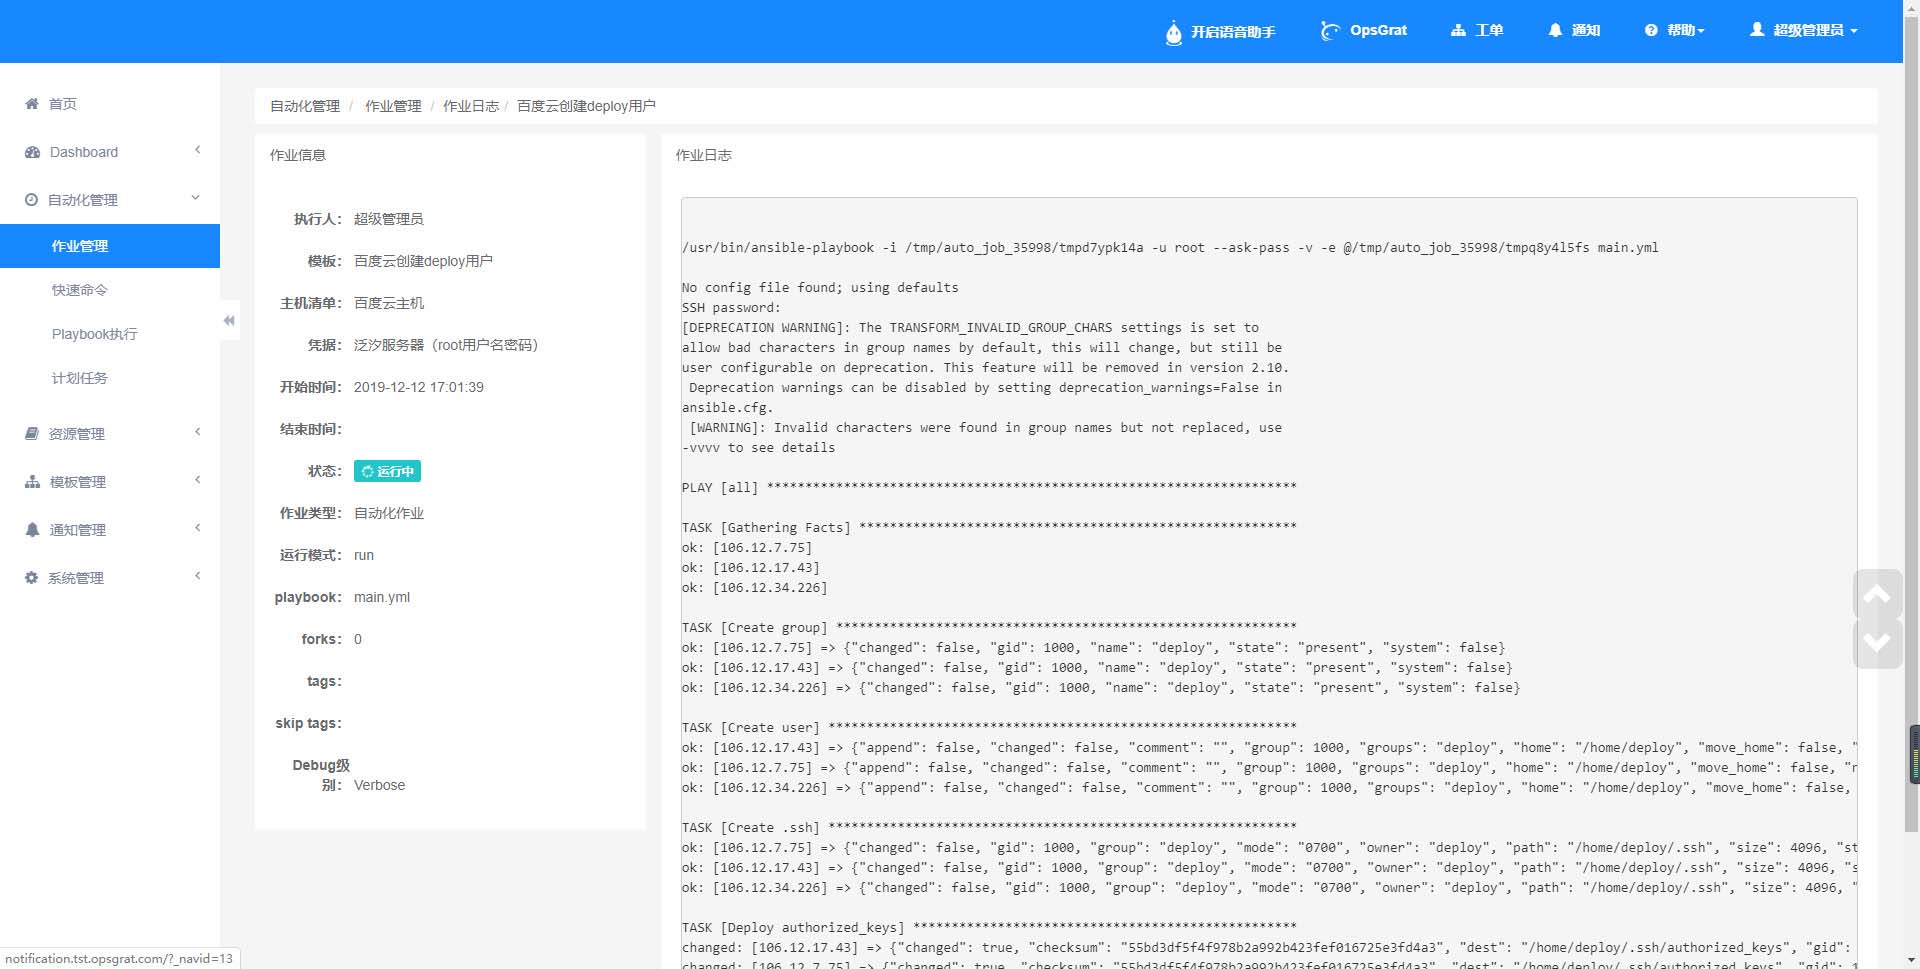 开启语音助手
OpsGrat
工单
通知
帮助
超级管理员
首页
Dashboard
自动化管理
作业管理
快速命令
Playbook执行
计划任务
资源管理
模板管理
通知管理
系统管理
自动化管理 / 作业管理 / 作业日志 / 百度云创建deploy用户
作业信息
执行人： 超级管理员
模板： 百度云创建deploy用户
主机清单： 百度云主机
凭据： 泛汐服务器（root用户名密码）
开始时间： 2019-12-12 17:01:39
结束时间：
状态： 运行中
作业类型： 自动化作业
运行模式： run
playbook： main.yml
forks： 0
tags：
skip tags：
Debug级
别： Verbose
作业日志
/usr/bin/ansible-playbook -i /tmp/auto_job_35998/tmpd7ypk14a -u root --ask-pass -v -e @/tmp/auto_job_35998/tmpq8y4l5fs main.yml
No config file found; using defaults
SSH password:
[DEPRECATION WARNING]: The TRANSFORM_INVALID_GROUP_CHARS settings is set to
allow bad characters in group names by default, this will change, but still be
user configurable on deprecation. This feature will be removed in version 2.10.
Deprecation warnings can be disabled by setting deprecation_warnings=False in
ansible.cfg.
[WARNING]: Invalid characters were found in group names but not replaced, use
-vvvv to see details
PLAY [all] *********************************************************************
TASK [Gathering Facts] *********************************************************
ok: [106.12.7.75]
ok: [106.12.17.43]
ok: [106.12.34.226]
TASK [Create group] ************************************************************
ok: [106.12.7.75] => {"changed": false, "gid": 1000, "name": "deploy", "state": "present", "system": false}
ok: [106.12.17.43] => {"changed": false, "gid": 1000, "name": "deploy", "state": "present", "system": false}
ok: [106.12.34.226] => {"changed": false, "gid": 1000, "name": "deploy", "state": "present", "system": false}
TASK [Create user] *************************************************************
ok: [106.12.17.43] => {"append": false, "changed": false, "comment": "", "group": 1000, "groups": "deploy", "home": "/home/deploy", "move_home": false, "
ok: [106.12.7.75] => {"append": false, "changed": false, "comment": "", "group": 1000, "groups": "deploy", "home": "/home/deploy", "move_home": false, "n
ok: [106.12.34.226] => {"append": false, "changed": false, "comment": "", "group": 1000, "groups": "deploy", "home": "/home/deploy", "move_home": false,
TASK [Create .ssh] *************************************************************
ok: [106.12.7.75] => {"changed": false, "gid": 1000, "group": "deploy", "mode": "0700", "owner": "deploy", "path": "/home/deploy/.ssh", "size": 4096, "st
ok: [106.12.17.43] => {"changed": false, "gid": 1000, "group": "deploy", "mode": "0700", "owner": "deploy", "path": "/home/deploy/.ssh", "size": 4096, "s
ok: [106.12.34.226] => {"changed": false, "gid": 1000, "group": "deploy", "mode": "0700", "owner": "deploy", "path": "/home/deploy/.ssh", "size": 4096, "
TASK [Deploy authorized_keys] **************************************************
changed: [106.12.17.43] => {"changed": true, "checksum": "55bd3df5f4f978b2a992b423fef016725e3fd4a3", "dest": "/home/deploy/.ssh/authorized_keys", "gid":
changed: [106.12.7.75] => {"changed": true, "checksum": "55bd3df5f4f978b2a992b423fef016725e3fd4a3", "dest": "/home/deploy/.ssh/authorized_keys", "gid": 1
notification.tst.opsgrat.com/?_navid=13